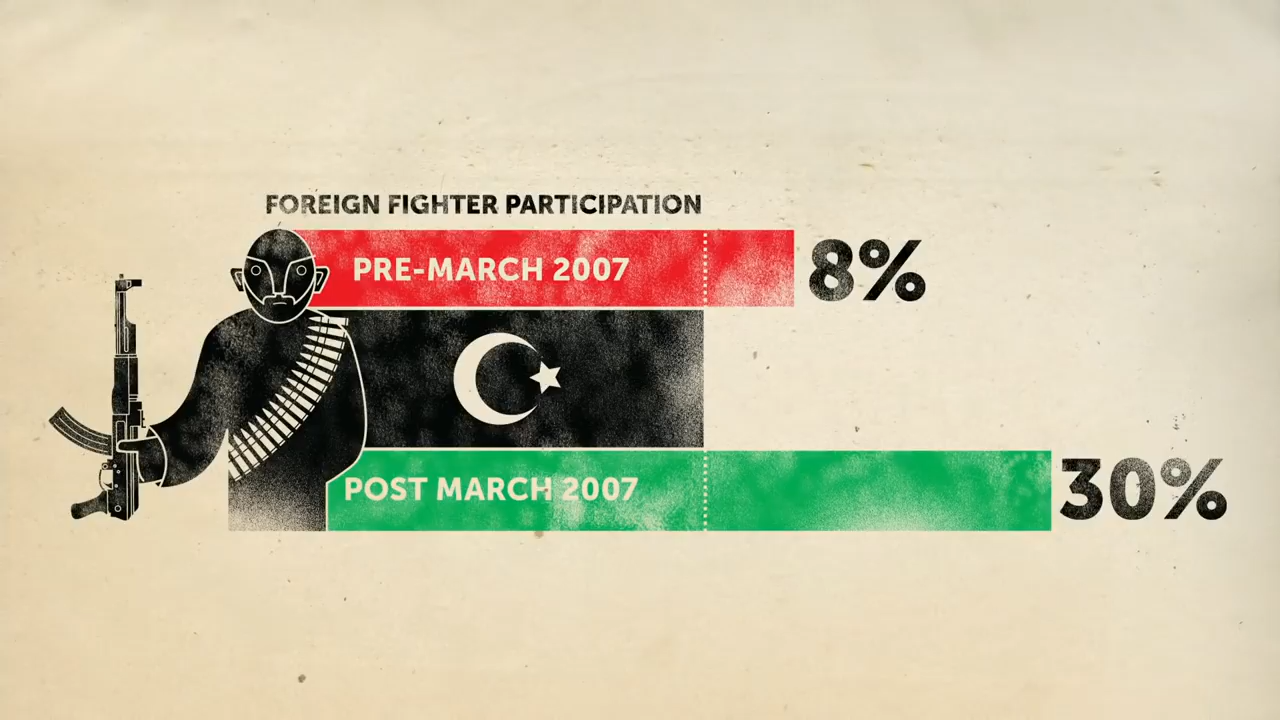 FOREIGN FIGHTER PARTICIPATION
PRE-MARCH 2007
8%
POST MARCH 2007
30%